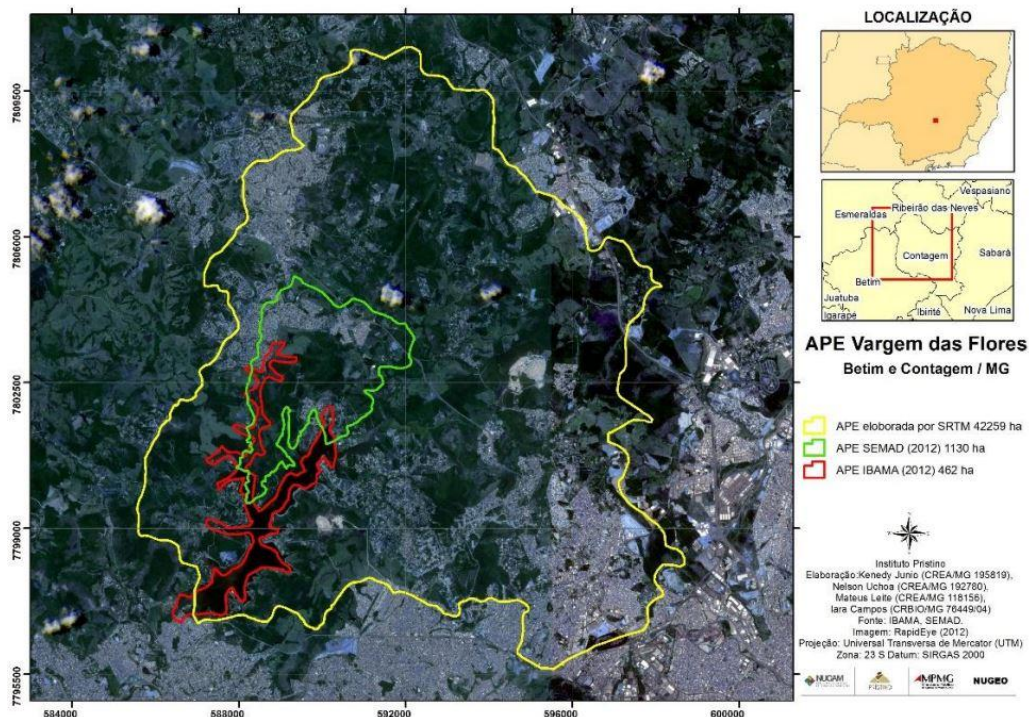 LOCALIZAÇÃO
Vespasiano
Ribeirão das Neves
Esmeraldas
Contagem
Sabará
Betim
Juatuba
Igarapé
Ibirité
Nova Lima
APE Vargem das Flores
Betim e Contagem / MG
APE eloborada por SRTM 42259 ha
APE SEMAD (2012) 1130 ha
APE IBAMA (2012) 462 ha
Instituto Pristino
Elaboração:Kenedy Junio (CREA/MG 195819),
Nelson Uchoa (CREA/MG 192780),
Mateus Leite (CREA/MG 118156),
Iara Campos (CRBIO/MG 76449/04)
Fonte: IBAMA, SEMAD.
Imagem: RapidEye (2012)
Projeção: Universal Transversa de Mercator (UTM)
Zona: 23 S Datum: SIRGAS 2000
NUCAM
PRISTINO
MPMG
NUGEO
7809500
7806000
7802500
7799000
7795500
584000
588000
592000
596000
600000